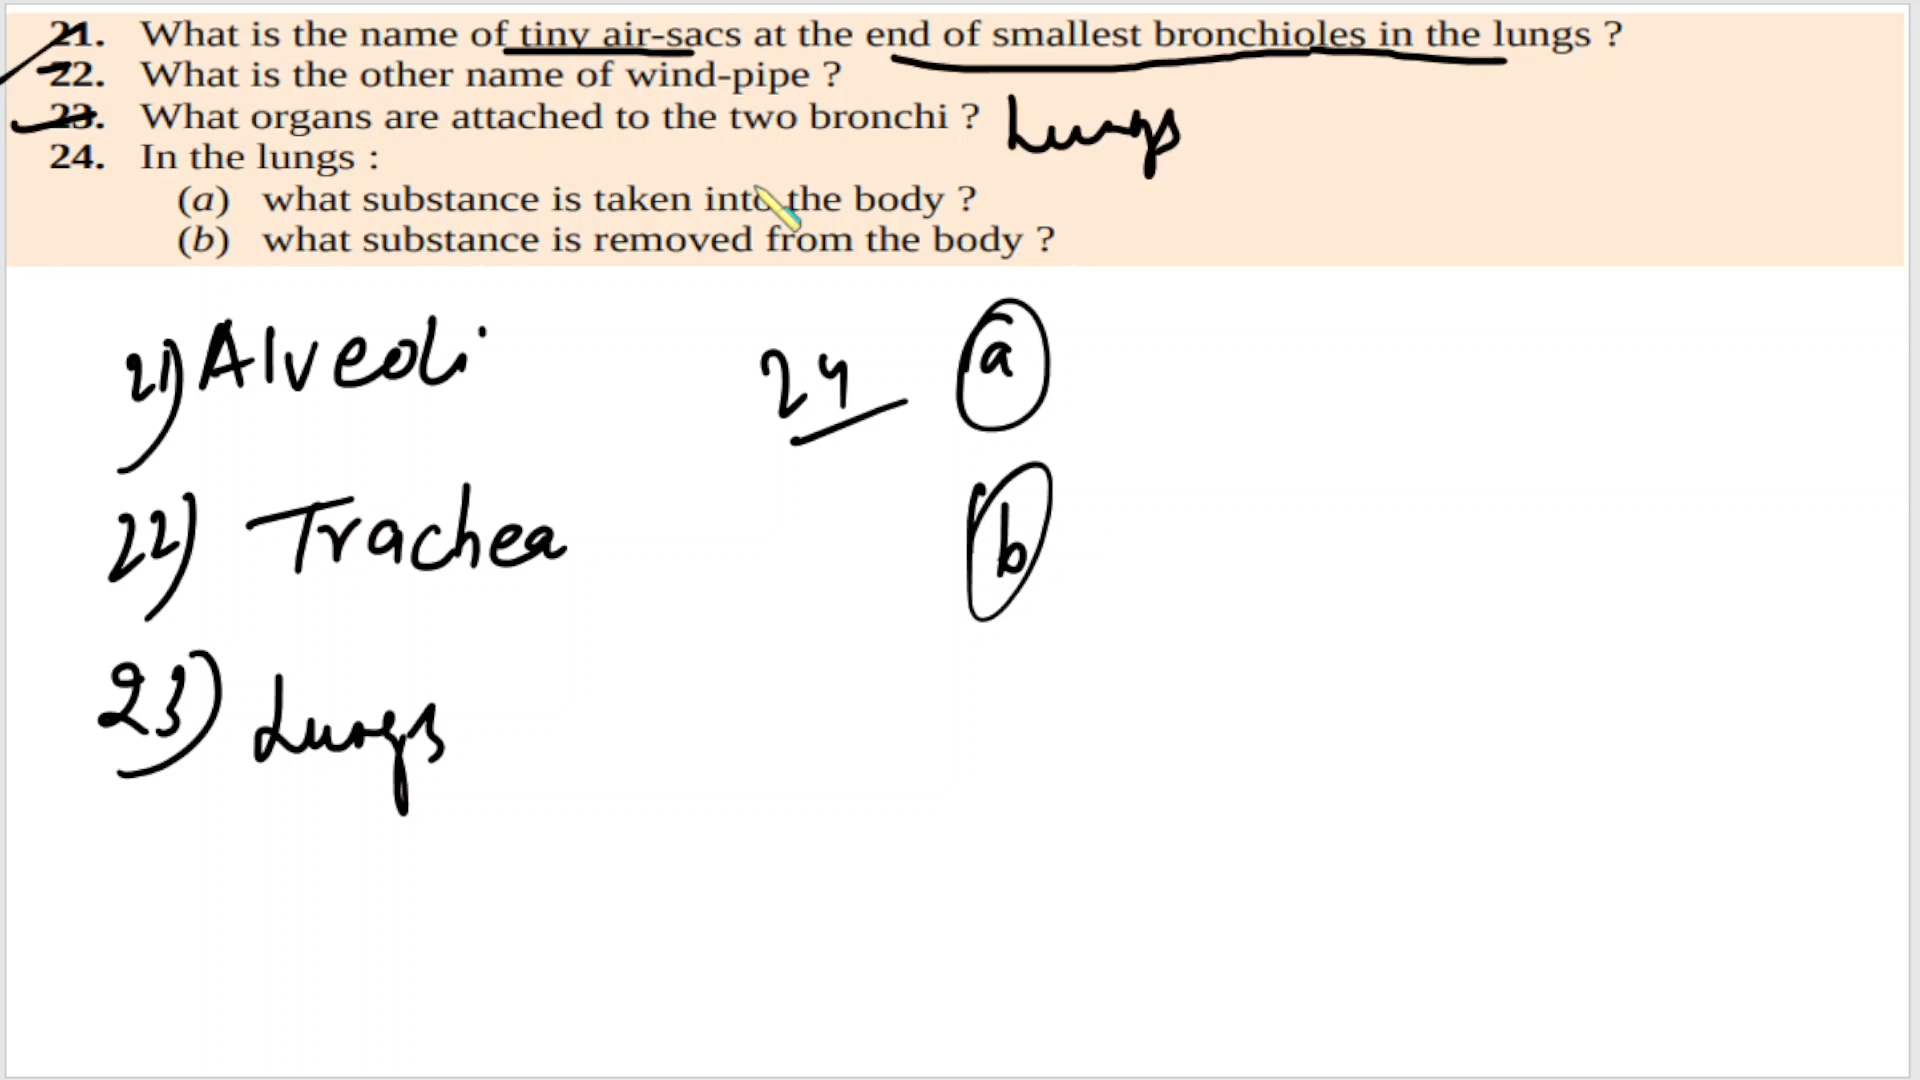 21. What is the name of tiny air-sacs at the end of smallest bronchioles in the lungs ?
22. What is the other name of wind-pipe ?
23. What organs are attached to the two bronchi ? Lungs
24. In the lungs :
(a) what substance is taken into the body ?
(b) what substance is removed from the body ?
21) Alveoli
24 a
22) Trachea
b
23) Lungs